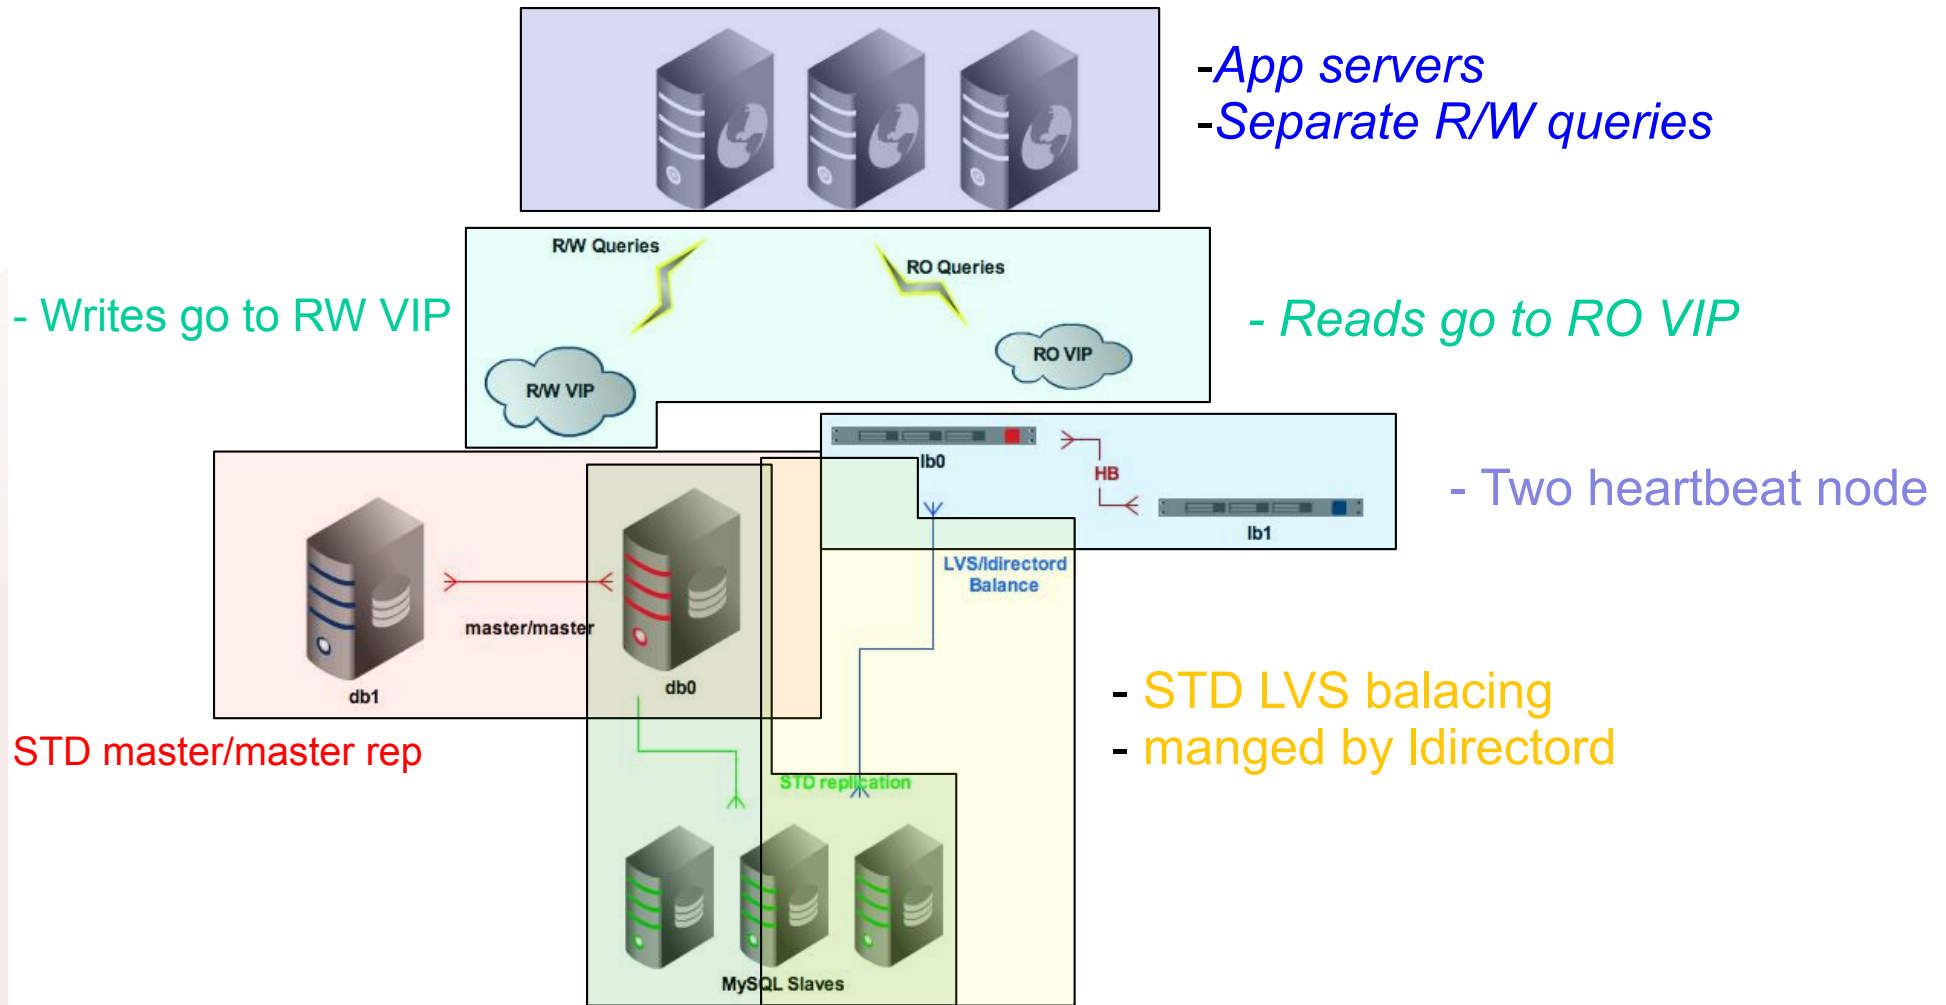 -App servers
-Separate R/W queries
R/W Queries
RO Queries
- Writes go to RW VIP
- Reads go to RO VIP
RO VIP
R/W VIP
lb0
HB
- Two heartbeat node
lb1
LVS/ldirectord
Balance
master/master
db1
db0
- STD LVS balacing
- manged by ldirectord
STD master/master rep
STD replication
MySQL Slaves